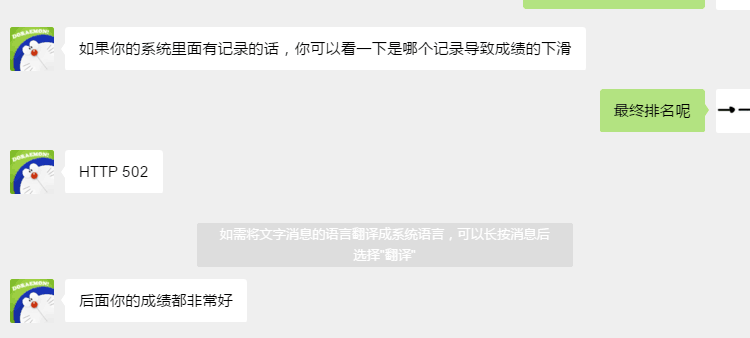 DORAEMON!
如果你的系统里面有记录的话，你可以看一下是哪个记录导致成绩的下滑
最终排名呢
DORAEMON!
HTTP 502
如需将文字消息的语言翻译成系统语言，可以长按消息后
选择“翻译”
DORAEMON!
后面你的成绩都非常好